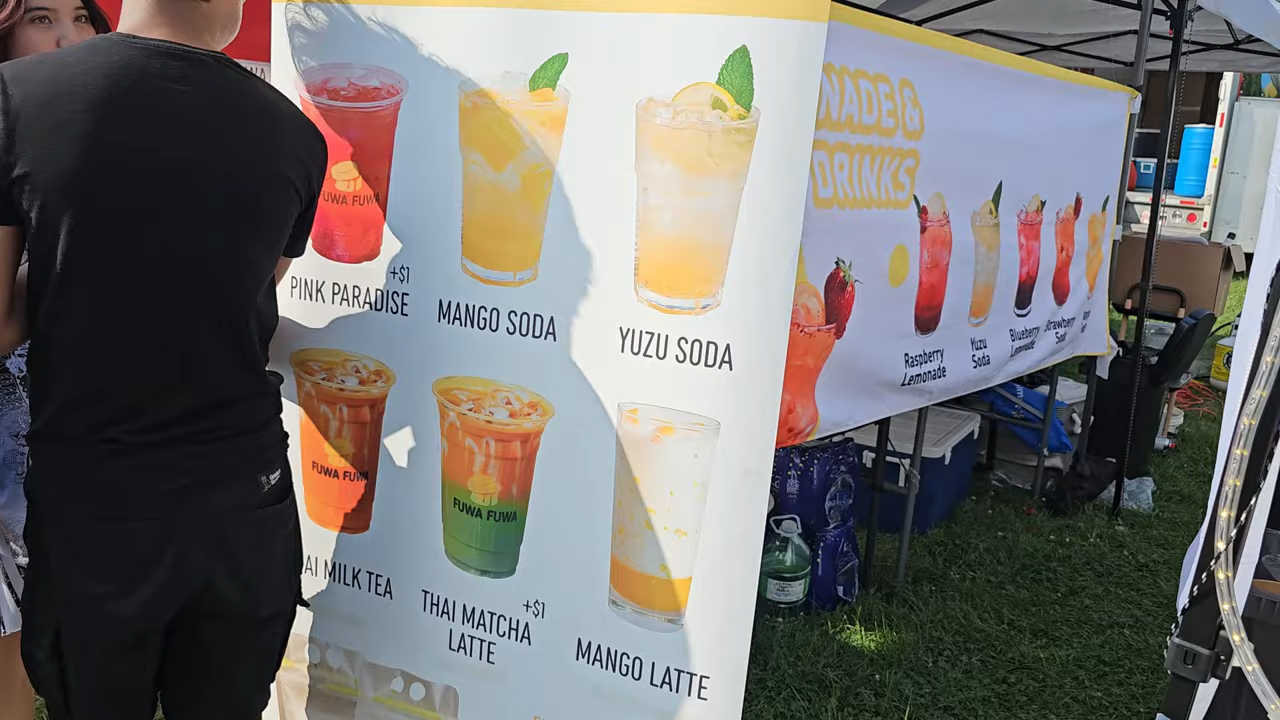 FUWA FUWA
+$1
PINK PARADISE
MANGO SODA
YUZU SODA
FUWA FUWA
FUWA FUWA
MILK TEA
+$1
THAI MATCHA
LATTE
MANGO LATTE
NADE &
DRINKS
Raspberry
Lemonade
Yuzu
Soda
Blueberry
Lemonade
Strawberry
Soda